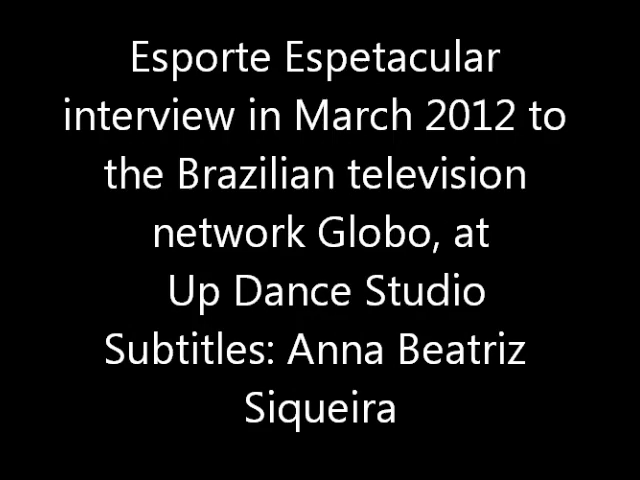 Esporte Espetacular
interview in March 2012 to
the Brazilian television
network Globo, at
Up Dance Studio
Subtitles: Anna Beatriz
Siqueira